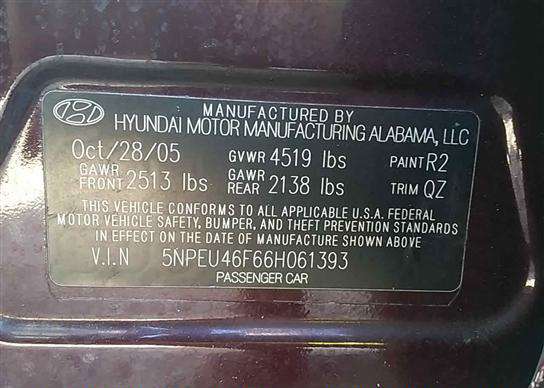 MANUFACTURED BY
HYUNDAI MOTOR MANUFACTURING ALABAMA, LLC
Oct/28/05 GVWR 4519 lbs PAINT R2
GAWR FRONT 2513 lbs GAWR REAR 2138 lbs TRIM QZ
THIS VEHICLE CONFORMS TO ALL APPLICABLE U.S.A. FEDERAL
MOTOR VEHICLE SAFETY, BUMPER, AND THEFT PREVENTION STANDARDS
IN EFFECT ON THE DATE OF MANUFACTURE SHOWN ABOVE
V.I.N 5NPEU46F66H061393
PASSENGER CAR